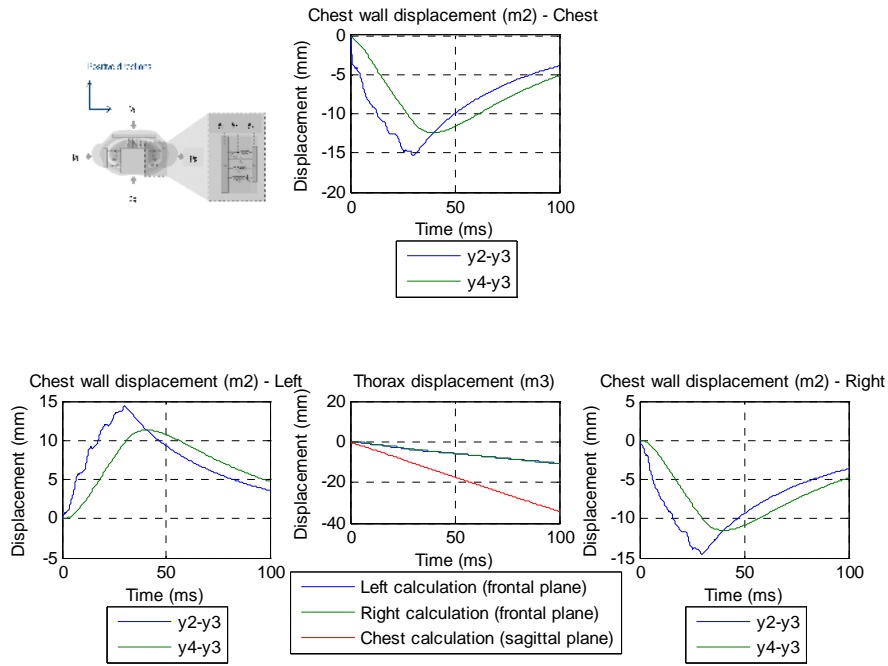 Chest wall displacement (m2) - Chest
Positive directions
0
-5
-10
-15
-20
Displacement (mm)
0
50
100
Time (ms)
y2-y3
y4-y3
Chest wall displacement (m2) - Left
15
10
5
0
-5
Displacement (mm)
0
50
100
Time (ms)
y2-y3
y4-y3
Thorax displacement (m3)
20
0
-20
-40
Displacement (mm)
0
50
100
Time (ms)
Left calculation (frontal plane)
Right calculation (frontal plane)
Chest calculation (sagittal plane)
Chest wall displacement (m2) - Right
5
0
-5
-10
-15
Displacement (mm)
0
50
100
Time (ms)
y2-y3
y4-y3